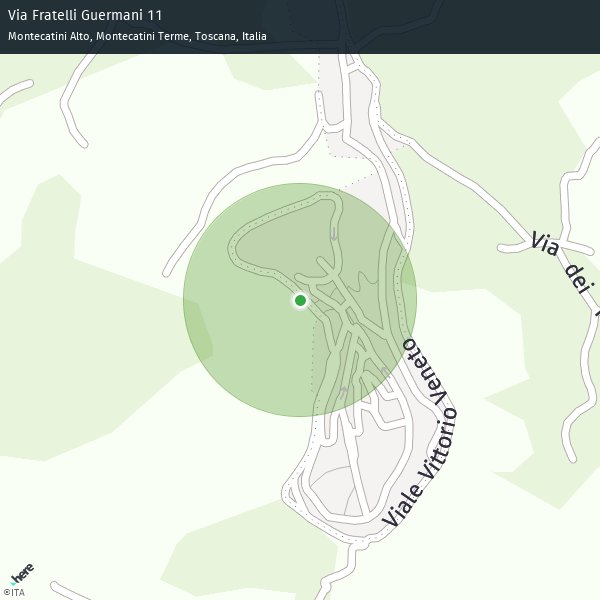 Via Fratelli Guermani 11
Montecatini Alto, Montecatini Terme, Toscana, Italia
Via dei
Viale Vittorio Veneto
here
©ITA